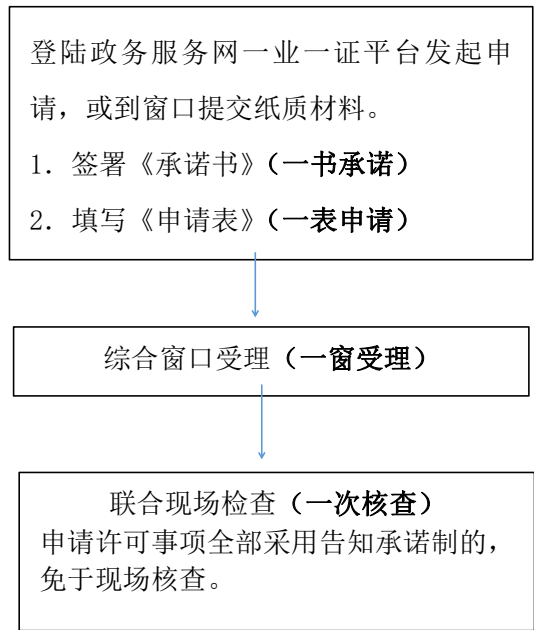 登陆政务服务网一业一证平台发起申
请，或到窗口提交纸质材料。
1. 签署《承诺书》（一书承诺）
2. 填写《申请表》（一表申请）
综合窗口受理（一窗受理）
联合现场检查（一次核查）
申请许可事项全部采用告知承诺制的，
免于现场核查。